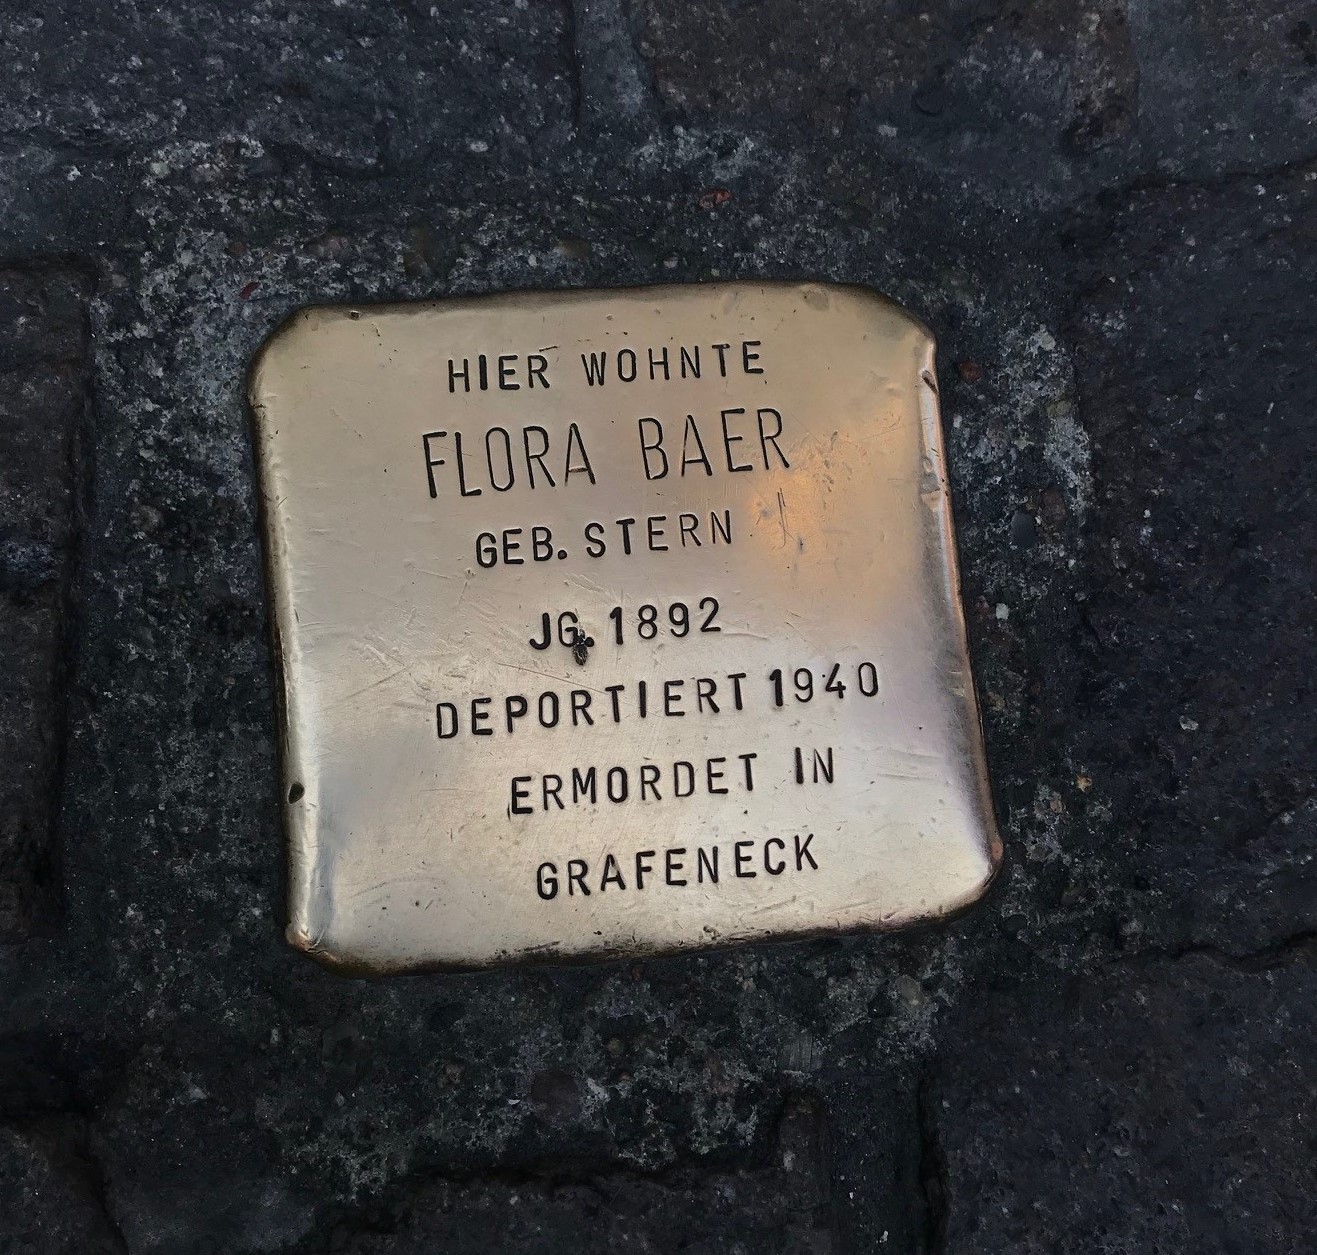 HIER WOHNTE
FLORA BAER
GEB. STERN
JG. 1892
DEPORTIERT 1940
ERMORDET IN
GRAFENECK